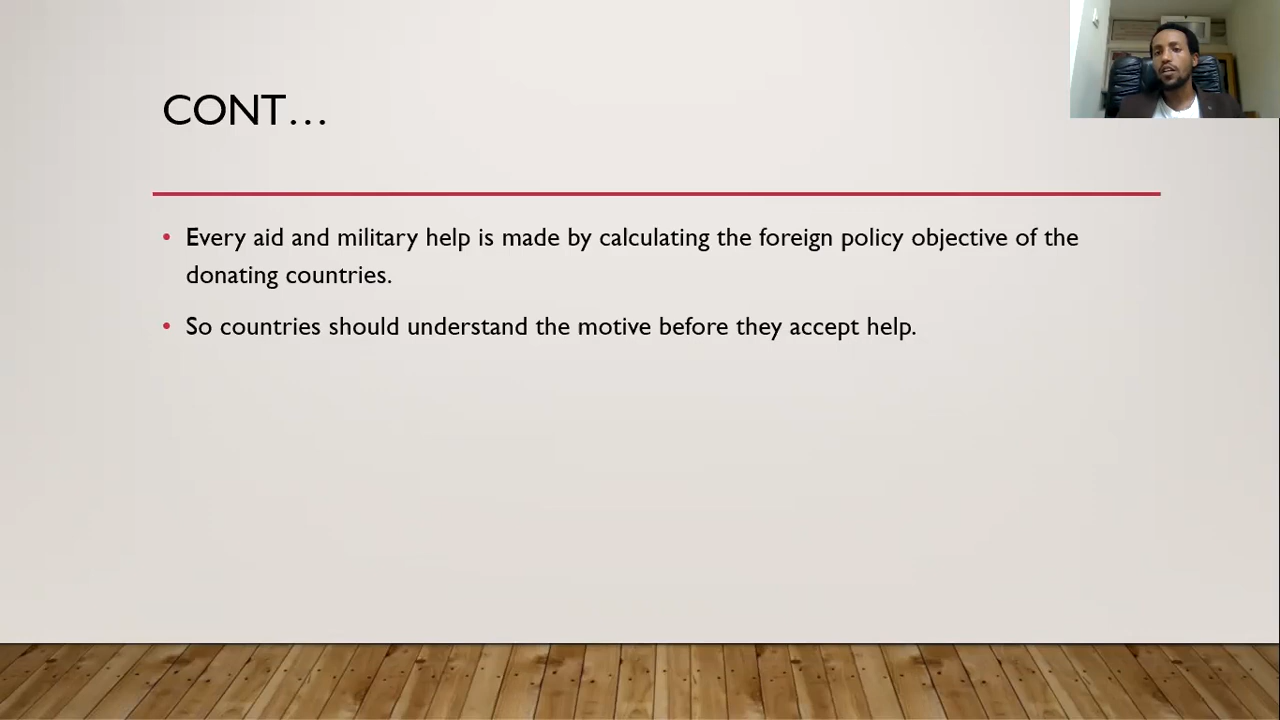 CONT…
• Every aid and military help is made by calculating the foreign policy objective of the
donating countries.
• So countries should understand the motive before they accept help.